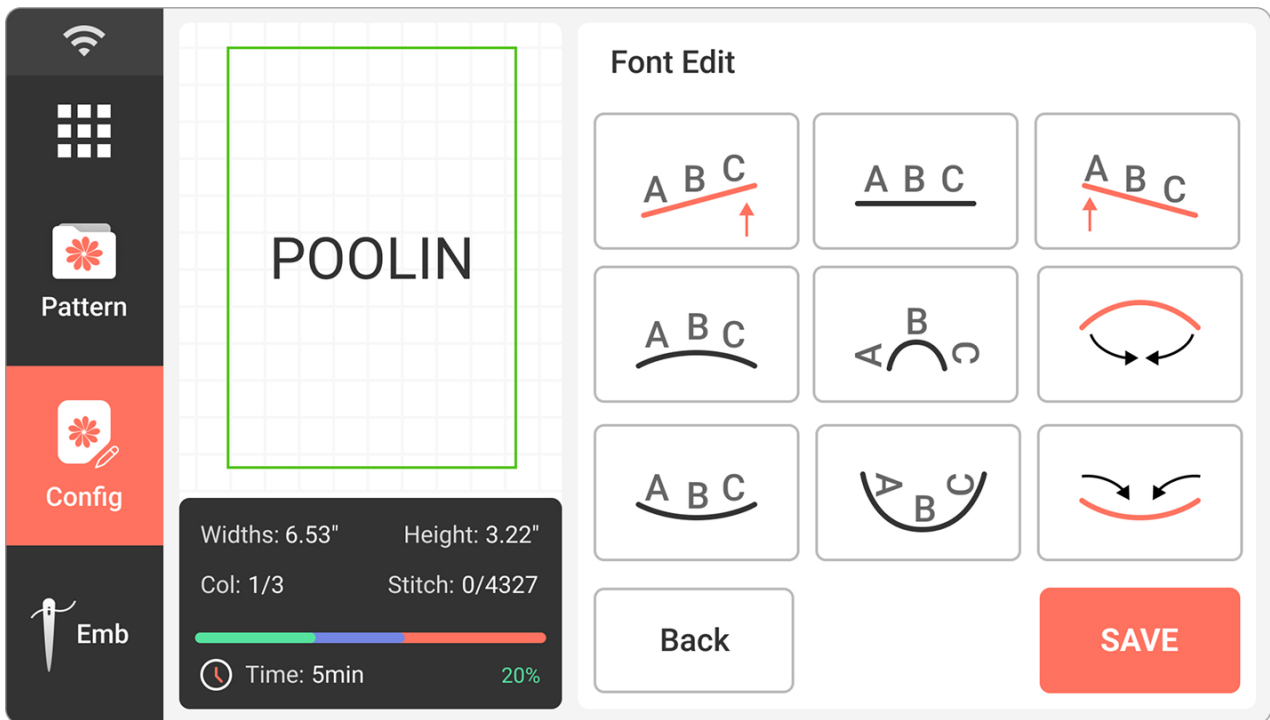 Pattern
Config
Emb
POOLIN
Widths: 6.53" Height: 3.22"
Col: 1/3 Stitch: 0/4327
Time: 5min 20%
Font Edit
A B C
A B C
A B C
A B C
A B C
A B C
A B C
Back
SAVE